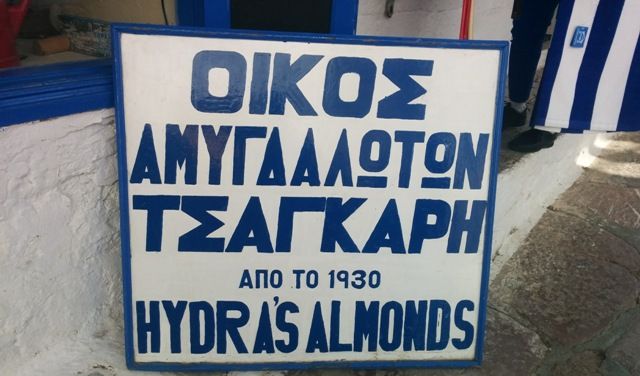 ΟΙΚΟΣ
ΑΜΥΓΔΑΛΩΤΩΝ
ΤΣΑΓΚΑΡΗ
ΑΠΟ ΤΟ 1930
HYDRA'S ALMONDS